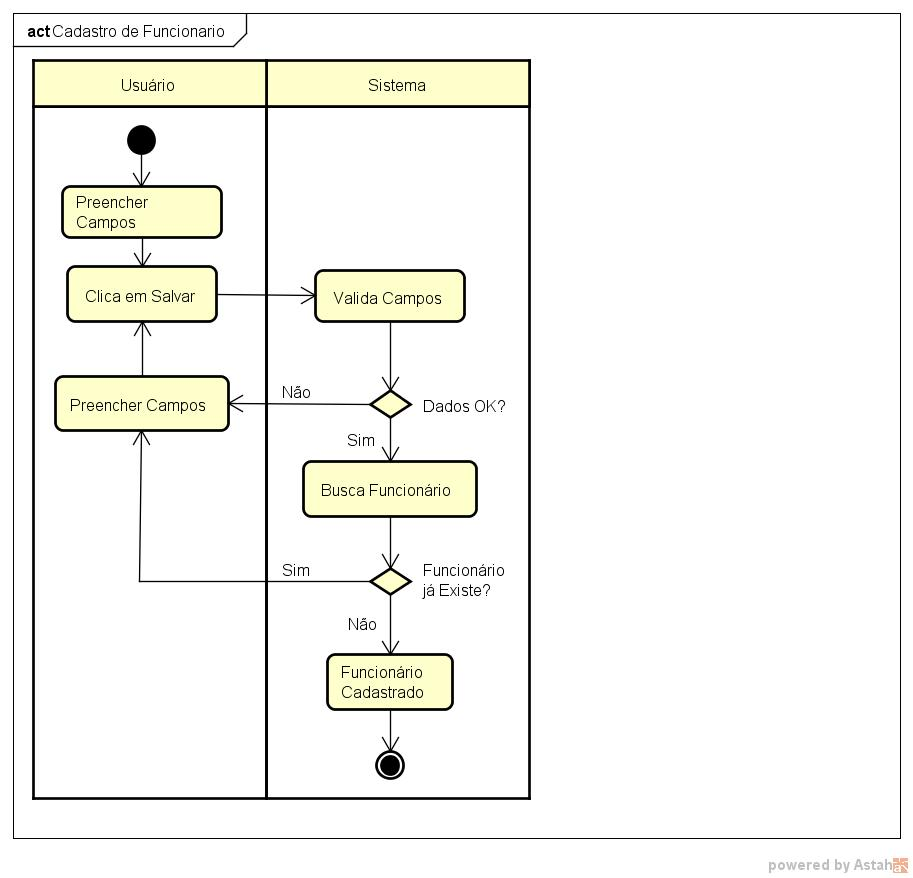 act Cadastro de Funcionario
Usuário
Sistema
Preencher
Campos
Clica em Salvar
Valida Campos
Preencher Campos
Não
Dados OK?
Sim
Busca Funcionário
Sim
Funcionário
já Existe?
Não
Funcionário
Cadastrado
powered by Astah